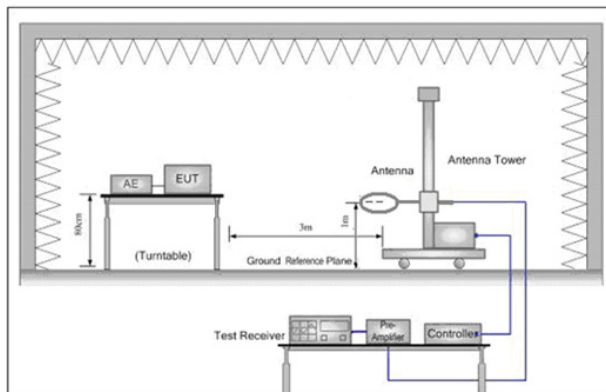 Antenna Tower
Antenna
AE
EUT
80cm
1m
3m
(Turntable)
Ground Reference Plane
Test Receiver
Pre-
Amplifier
Controller